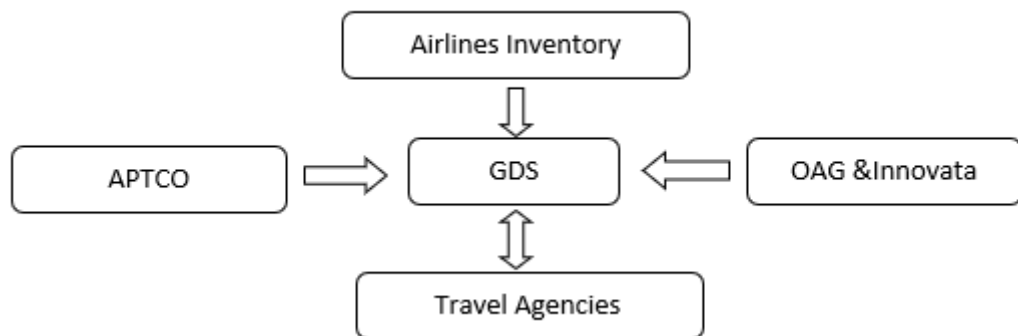 Airlines Inventory
APTCO
GDS
OAG &Innovata
Travel Agencies